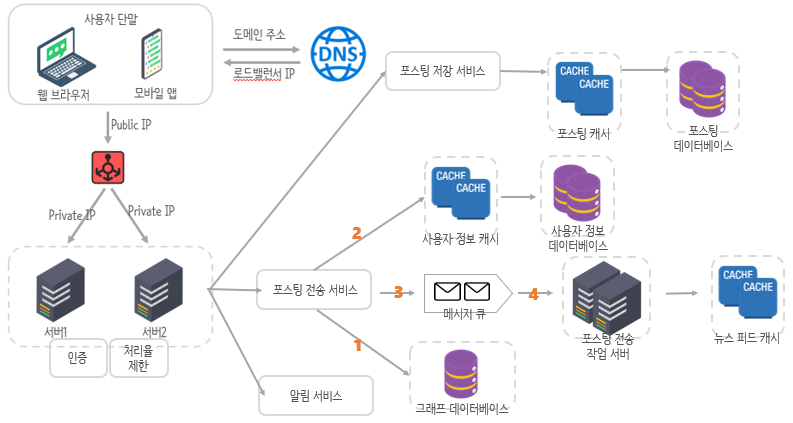 사용자 단말
웹 브라우저
모바일 앱
도메인 주소
로드밸런서 IP
DNS
Public IP
Private IP
Private IP
서버1
서버2
인증
처리율
제한
포스팅 저장 서비스
CACHE
CACHE
포스팅 캐시
포스팅
데이터베이스
2
CACHE
CACHE
사용자 정보 캐시
사용자 정보
데이터베이스
포스팅 전송 서비스
3
메시지 큐
4
포스팅 전송
작업 서버
CACHE
CACHE
뉴스 피드 캐시
1
그래프 데이터베이스
알림 서비스